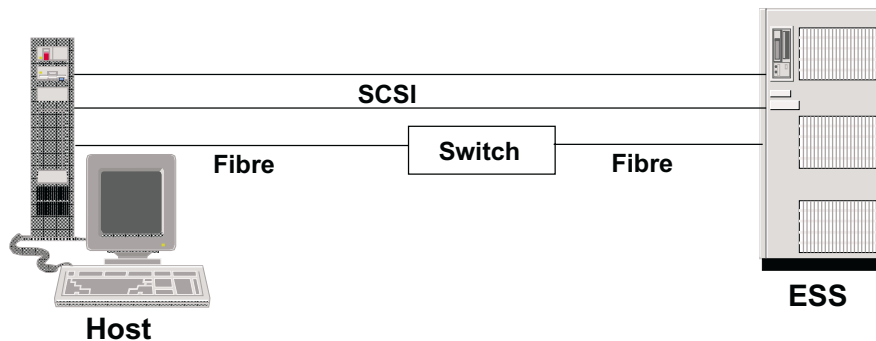 SCSI
Switch
Fibre
Fibre
ESS
Host